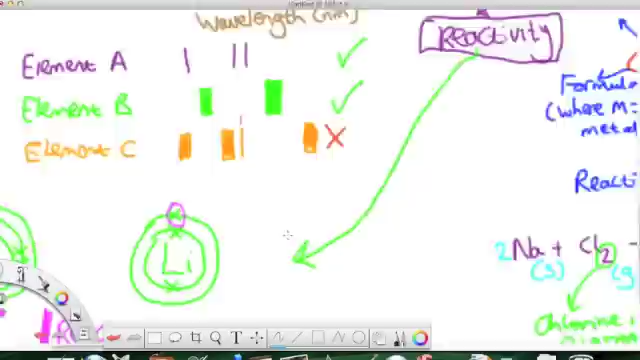 Wavelength (nm)
Reactivity
Element A
Element B
Element C
Formula
(where M=
metal
Reacti
Li
2Na + Cl2
(s) (g
Chlorine
T